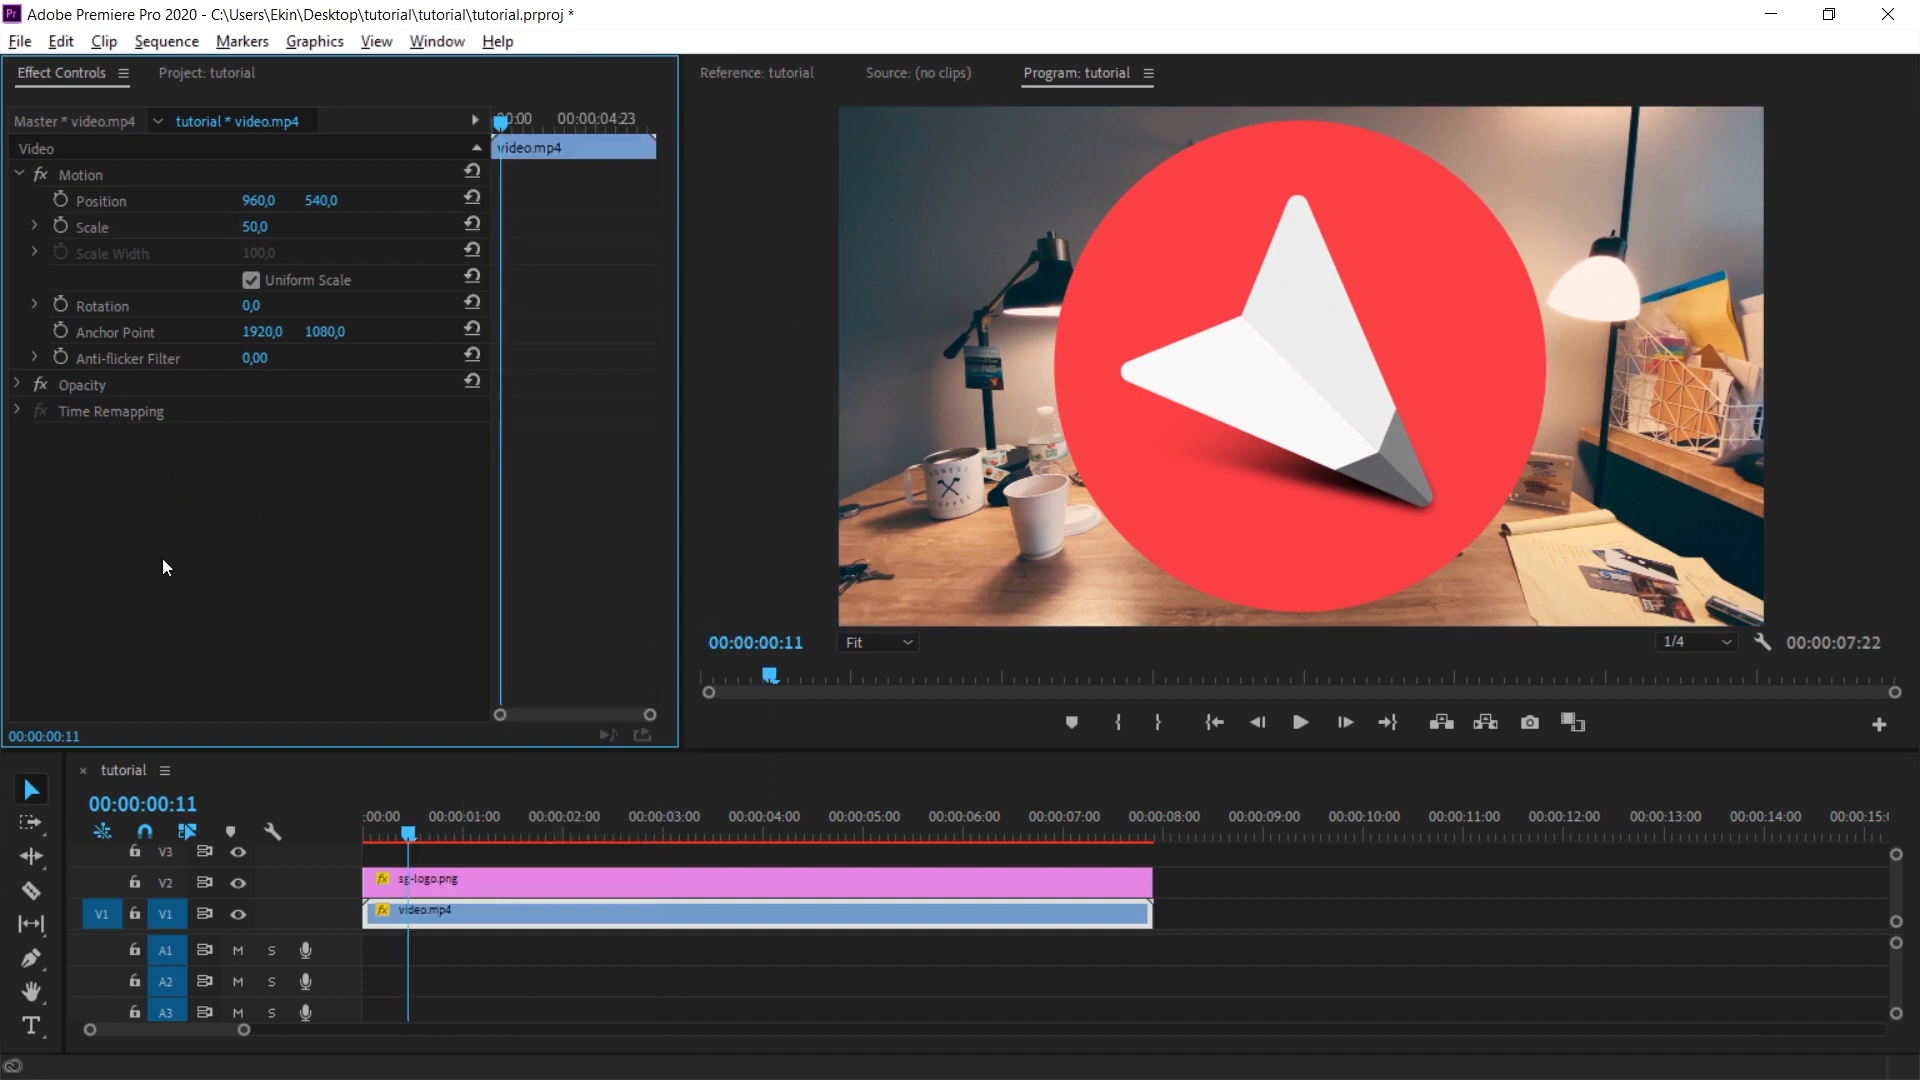 Adobe Premiere Pro 2020 - C:\Users\Ekin\Desktop\tutorial\tutorial\tutorial.prproj *
File Edit Clip Sequence Markers Graphics View Window Help
Effect Controls Project: tutorial
Reference: tutorial Source: (no clips) Program: tutorial
Master * video.mp4 tutorial * video.mp4
00:00:04:23
Video
video.mp4
fx Motion
Position 960,0 540,0
Scale 50,0
Scale Width 100,0
Uniform Scale
Rotation 0,0
Anchor Point 1920,0 1080,0
Anti-flicker Filter 0,00
fx Opacity
fx Time Remapping
00:00:00:11 Fit 1/4 00:00:07:22
00:00:00:11
tutorial
00:00:00:11
:00:00 00:00:01:00 00:00:02:00 00:00:03:00 00:00:04:00 00:00:05:00 00:00:06:00 00:00:07:00 00:00:08:00 00:00:09:00 00:00:10:00 00:00:11:00 00:00:12:00 00:00:13:00 00:00:14:00
V3
V2 fx sg-logo.png
V1 V1 fx video.mp4
A1 M S
A2 M S
A3 M S